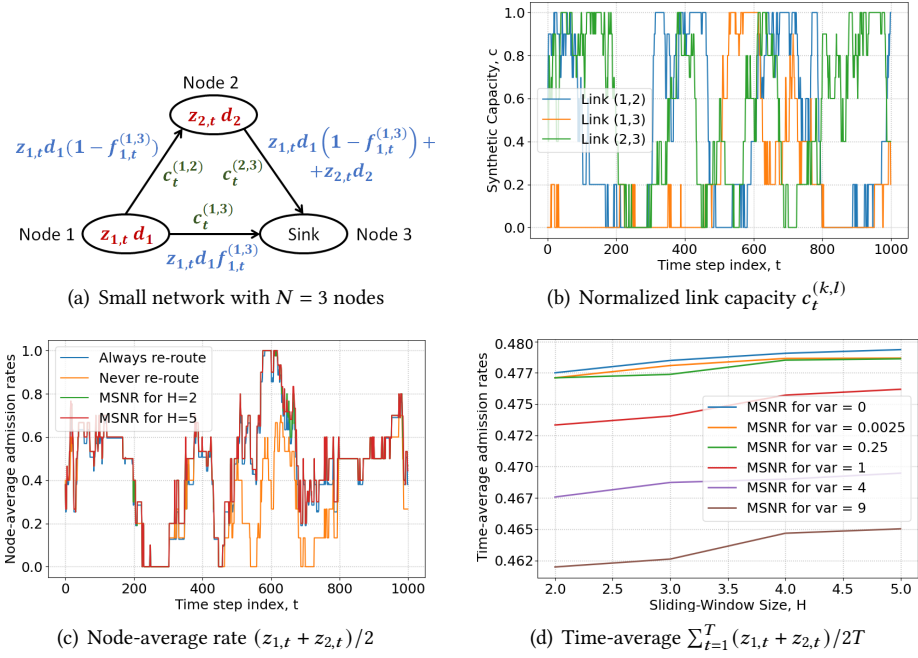 Node 2
z_{2,t} d_2
z_{1,t}d_1(1 − f_{1,t}^{(1,3)})
z_{1,t}d_1(1 − f_{1,t}^{(1,3)}) +
+z_{2,t}d_2
c_t^{(1,2)}
c_t^{(2,3)}
c_t^{(1,3)}
Node 1
z_{1,t} d_1
Sink
Node 3
z_{1,t}d_1f_{1,t}^{(1,3)}
(a) Small network with N = 3 nodes
Synthetic Capacity, c
1.0
0.8
0.6
0.4
0.2
0.0
Link (1,2)
Link (1,3)
Link (2,3)
0 200 400 600 800 1000
Time step index, t
(b) Normalized link capacity c_t^{(k,l)}
Node-average admission rates
1.0
0.8
0.6
0.4
0.2
0.0
Always re-route
Never re-route
MSNR for H=2
MSNR for H=5
0 200 400 600 800 1000
Time step index, t
(c) Node-average rate (z_{1,t} + z_{2,t})/2
Time-average admission rates
0.480
0.477
0.475
0.472
0.470
0.467
0.465
0.462
MSNR for var = 0
MSNR for var = 0.0025
MSNR for var = 0.25
MSNR for var = 1
MSNR for var = 4
MSNR for var = 9
2.0 2.5 3.0 3.5 4.0 4.5 5.0
Sliding-Window Size, H
(d) Time-average ∑_{t=1}^{T}(z_{1,t} + z_{2,t})/2T